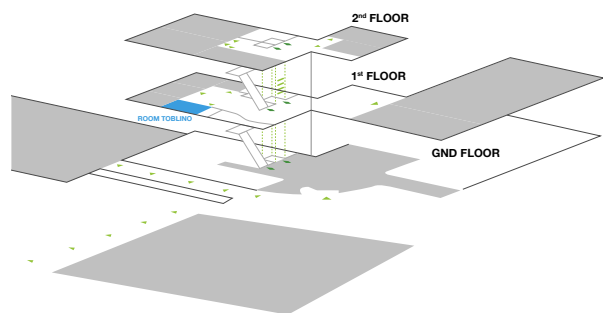 2nd FLOOR
1st FLOOR
ROOM TOBLINO
GND FLOOR